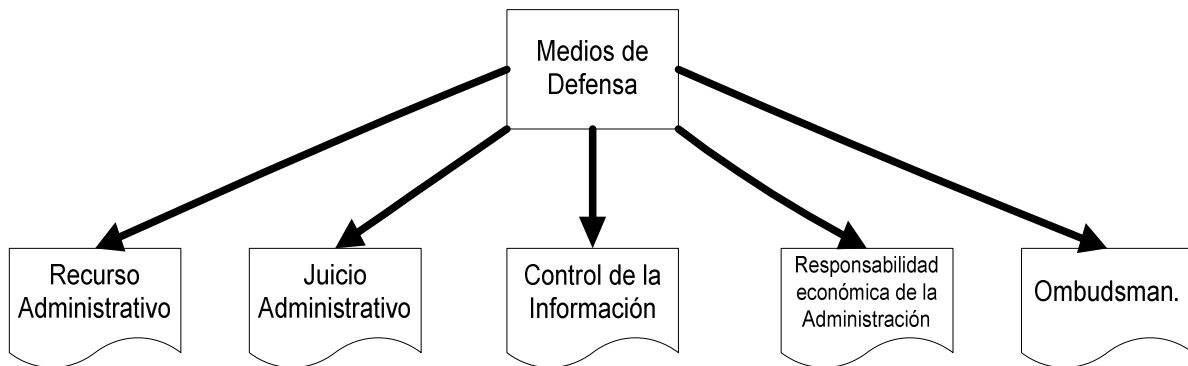 Medios de
Defensa
Recurso
Administrativo
Juicio
Administrativo
Control de la
Información
Responsabilidad
económica de la
Administración
Ombudsman.